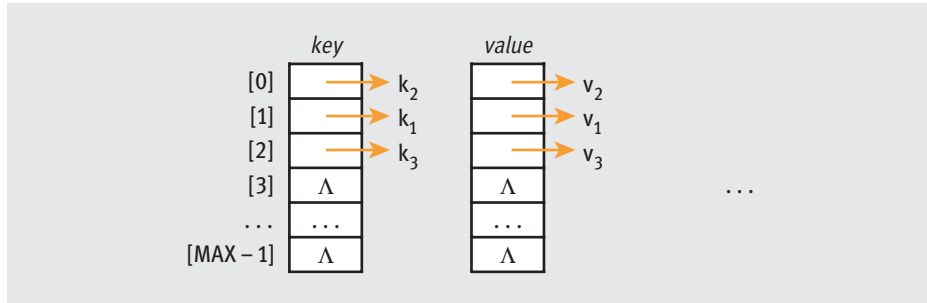 key value
[0] k₂ v₂
[1] k₁ v₁
[2] k₃ v₃
[3] Λ Λ ...
... ... ...
[MAX – 1] Λ Λ